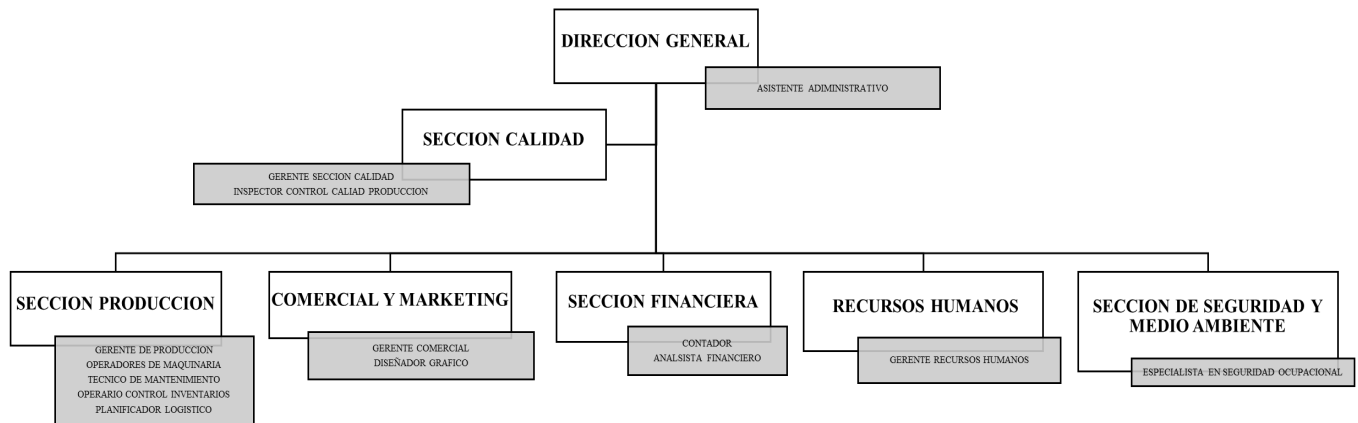 DIRECCION GENERAL
ASISTENTE ADIMINISTRATIVO
SECCION CALIDAD
GERENTE SECCION CALIDAD
INSPECTOR CONTROL CALIAD PRODUCCION
SECCION PRODUCCION
GERENTE DE PRODUCCION
OPERADORES DE MAQUINARIA
TECNICO DE MANTENIMIENTO
OPERARIO CONTROL INVENTARIOS
PLANIFICADOR LOGISTICO
COMERCIAL Y MARKETING
GERENTE COMERCIAL
DISEÑADOR GRAFICO
SECCION FINANCIERA
CONTADOR
ANALSISTA FINANCIERO
RECURSOS HUMANOS
GERENTE RECURSOS HUMANOS
SECCION DE SEGURIDAD Y
MEDIO AMBIENTE
ESPECIALISTA EN SEGURIDAD OCUPACIONAL